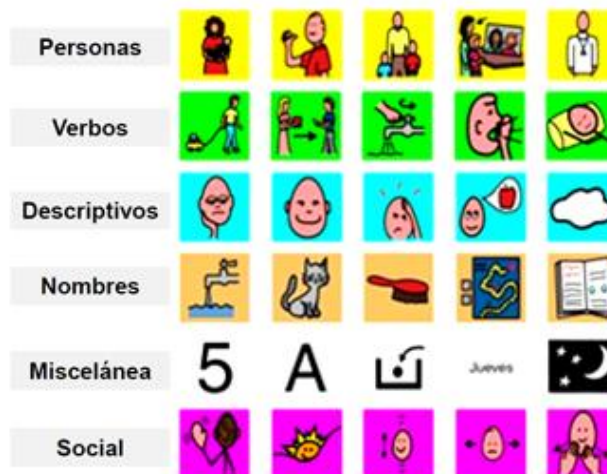 Personas
Verbos
Descriptivos
Nombres
Miscelánea
5 A Jueves
Social